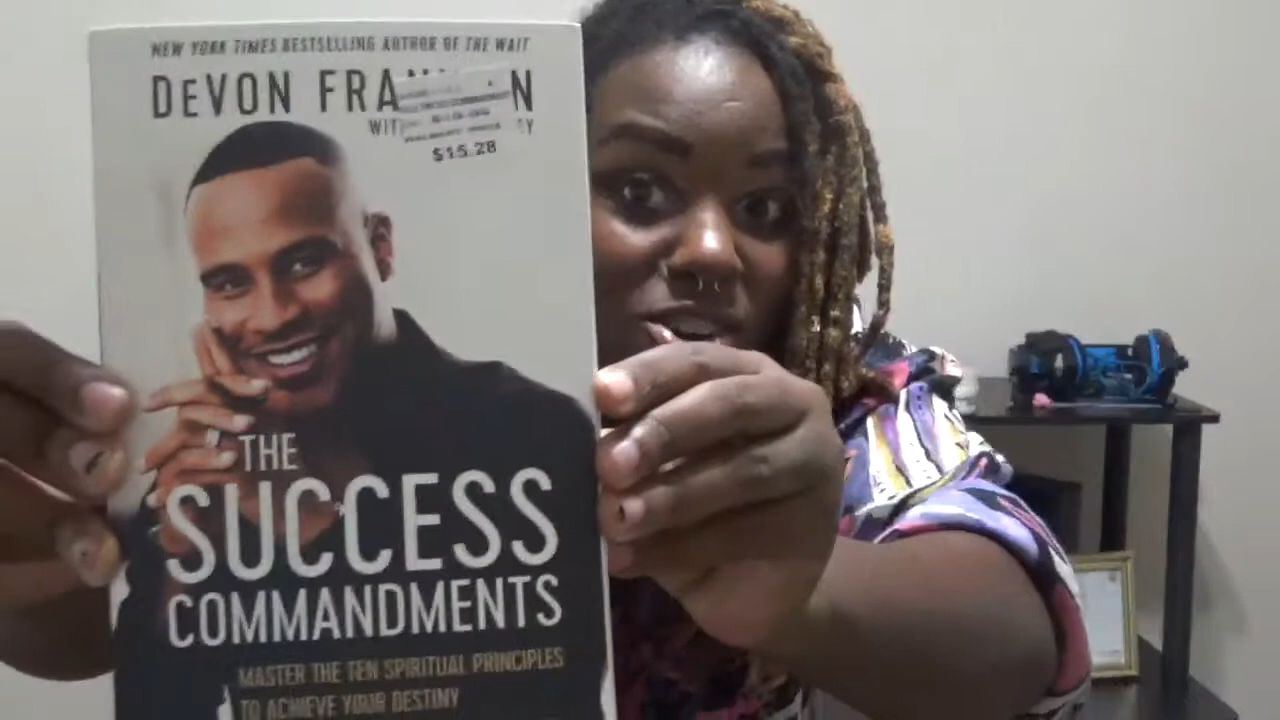 NEW YORK TIMES BESTSELLING AUTHOR OF THE WAIT
DEVON FRA N
WIT Y
$15.28
THE
SUCCESS
COMMANDMENTS
MASTER THE TEN SPIRITUAL PRINCIPLES
TO ACHIEVE YOUR DESTINY